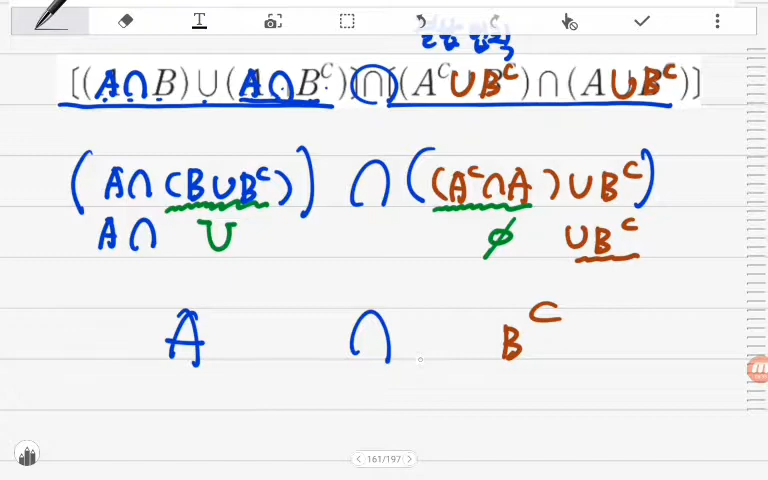 [(A∩B)∪(A∩B^C)]∩[(A^C∪B^C)∩(A∪B^C)]
(A∩(B∪B^C)) ∩ ((A^C∩A)∪B^C)
A∩ U ϕ ∪B^C
A ∩ B^C
161/197